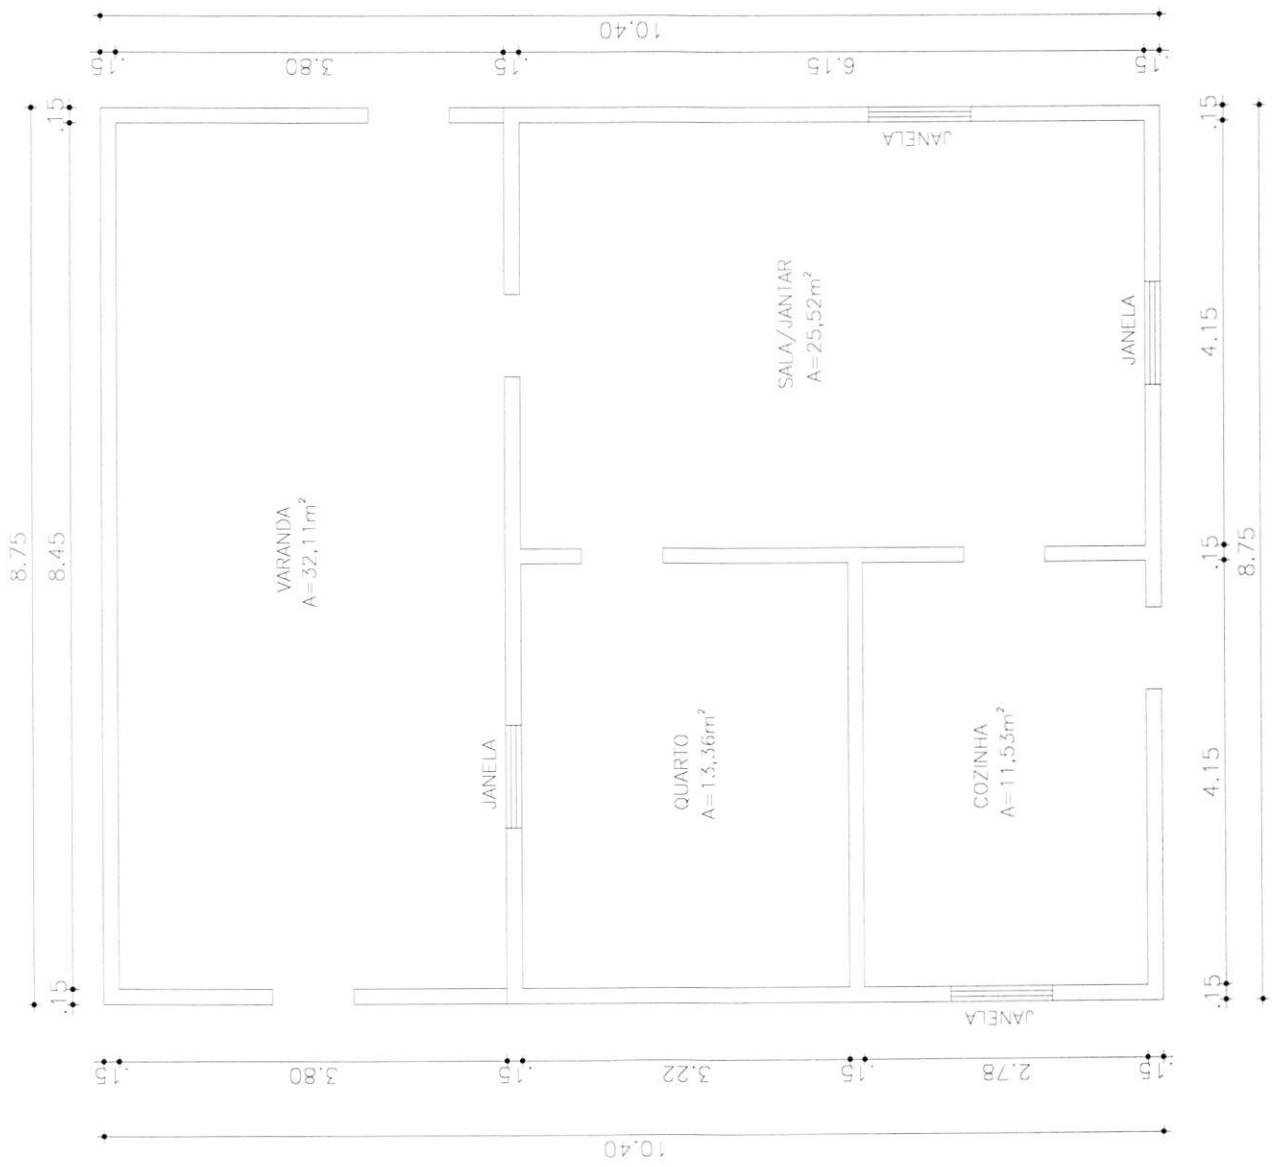 10.40
.15
3.80
.15
6.15
.15
8.75
.15
8.45
.15
VARANDA
A=32,11m²
JANELA
JANELA
SALA/JANTAR
A=25,52m²
JANELA
QUARTO
A=13,36m²
COZINHA
A=11,53m²
JANELA
.15
4.15
.15
4.15
.15
8.75
.15
3.80
.15
3.22
.15
2.78
.15
10.40